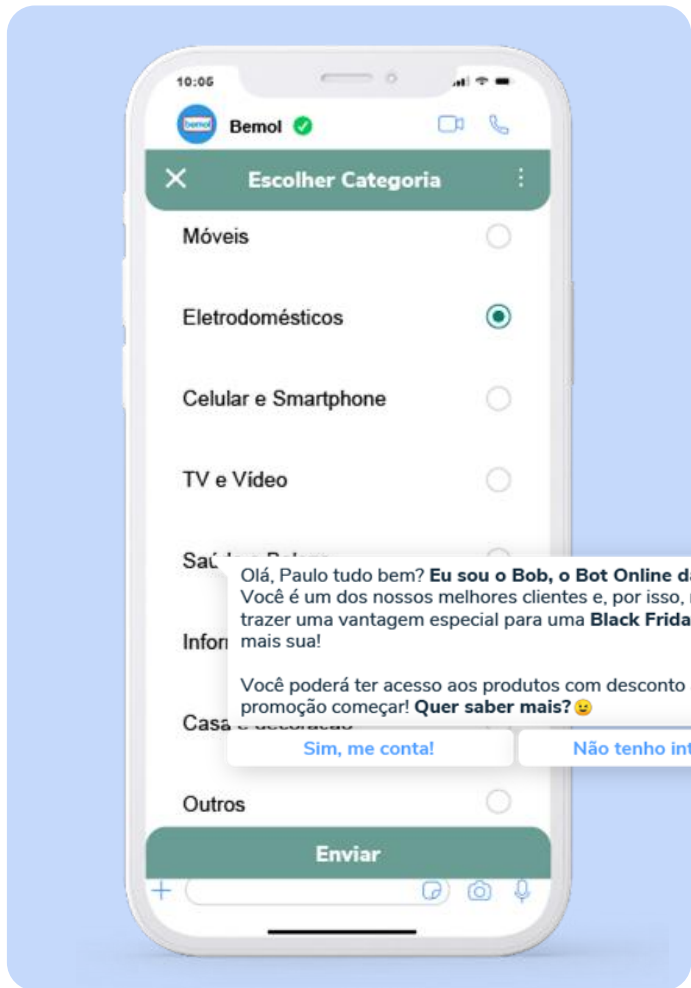 10:05
bemol
Bemol
Escolher Categoria
Móveis
Eletrodomésticos
Celular e Smartphone
TV e Vídeo
Olá, Paulo tudo bem? Eu sou o Bob, o Bot Online
Você é um dos nossos melhores clientes e, por isso,
trazer uma vantagem especial para uma Black
mais sua!
Você poderá ter acesso aos produtos com desconto
promoção começar! Quer saber mais? 😉
Casa e decoração
Sim, me conta!
Não tenho
Outros
Enviar